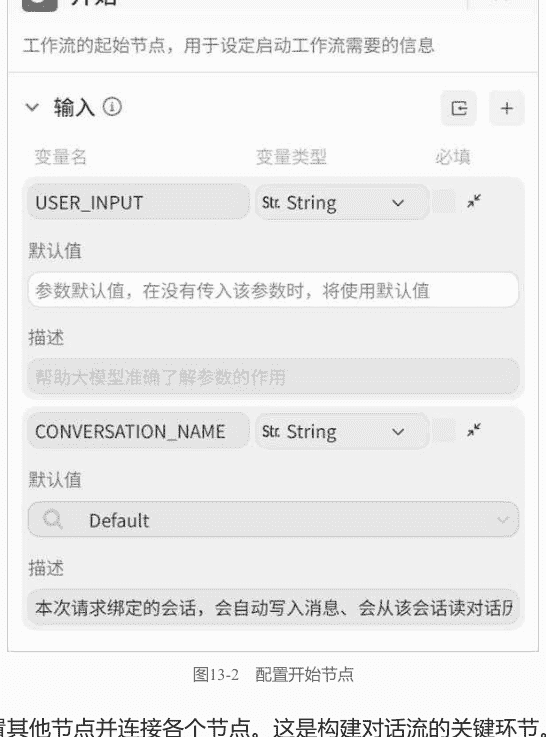 开始
工作流的起始节点，用于设定启动工作流需要的信息
输入
变量名 变量类型 必填
USER_INPUT Str. String
默认值
参数默认值，在没有传入该参数时，将使用默认值
描述
帮助大模型准确了解参数的作用
CONVERSATION_NAME Str. String
默认值
Default
描述
本次请求绑定的会话，会自动写入消息、会从该会话读对话历
图13-2 配置开始节点
置其他节点并连接各个节点。这是构建对话流的关键环节。